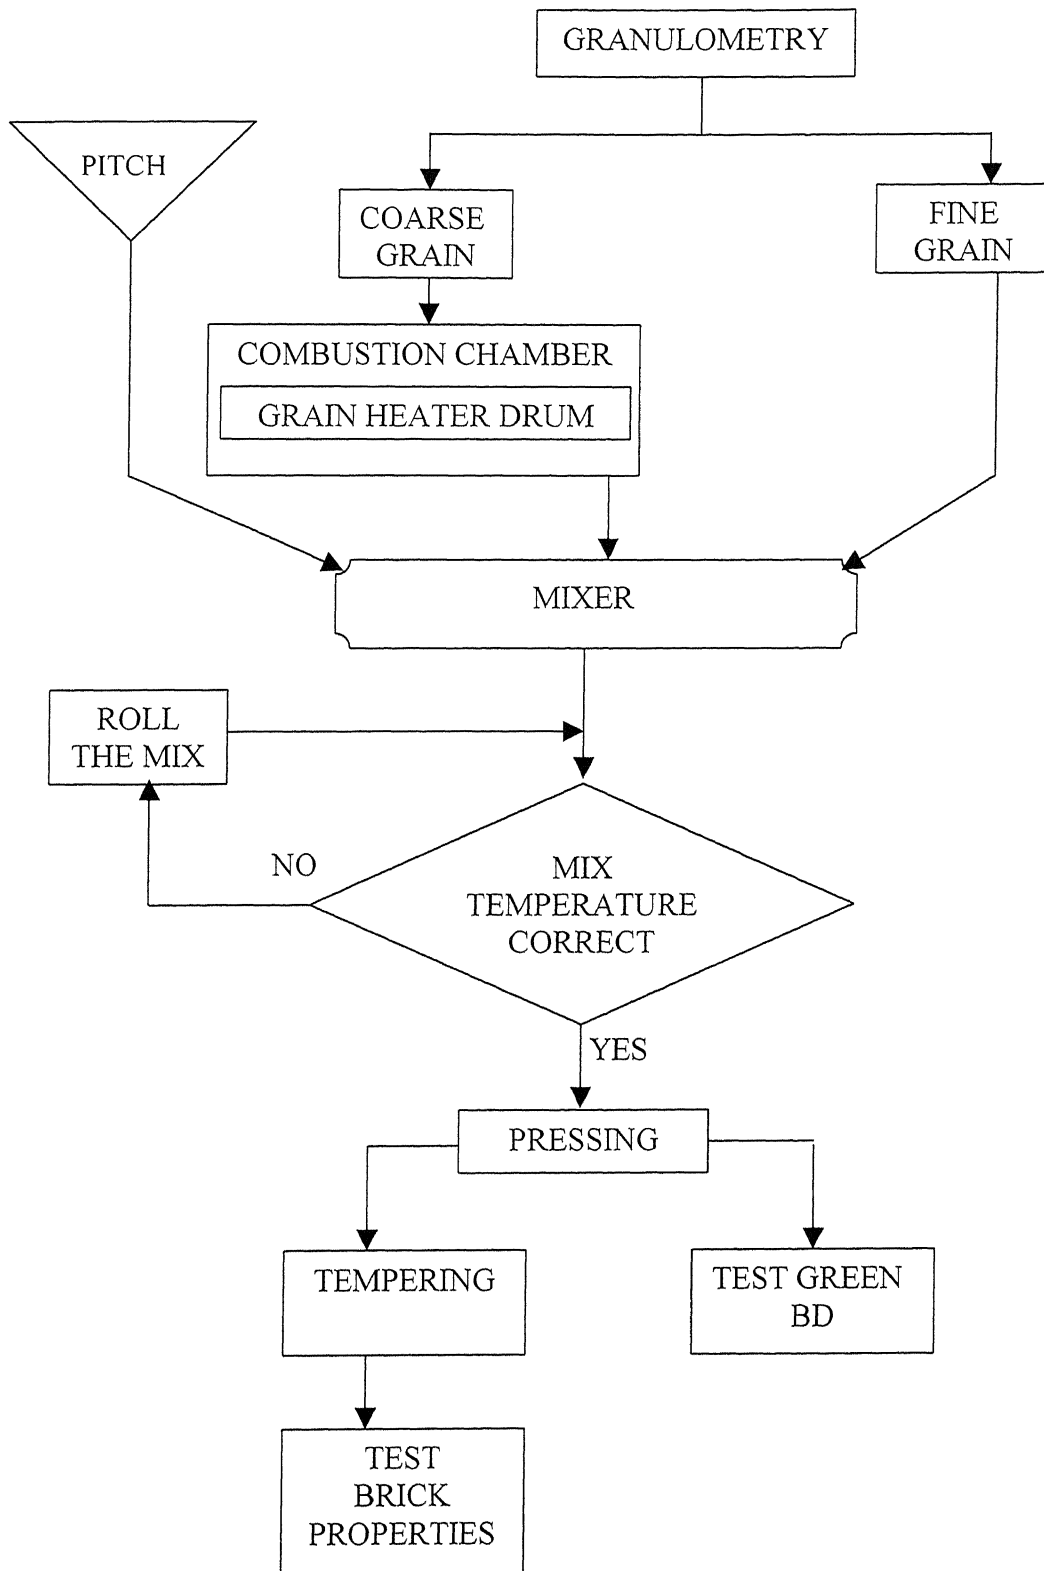 GRANULOMETRY
PITCH
COARSE
GRAIN
FINE
GRAIN
COMBUSTION CHAMBER
GRAIN HEATER DRUM
MIXER
ROLL
THE MIX
NO
MIX
TEMPERATURE
CORRECT
YES
PRESSING
TEMPERING
TEST GREEN
BD
TEST
BRICK
PROPERTIES